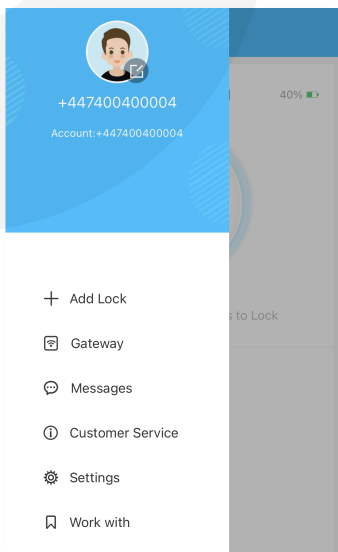 +447400400004
Account:+447400400004
40%
Add Lock
s to Lock
Gateway
Messages
Customer Service
Settings
Work with